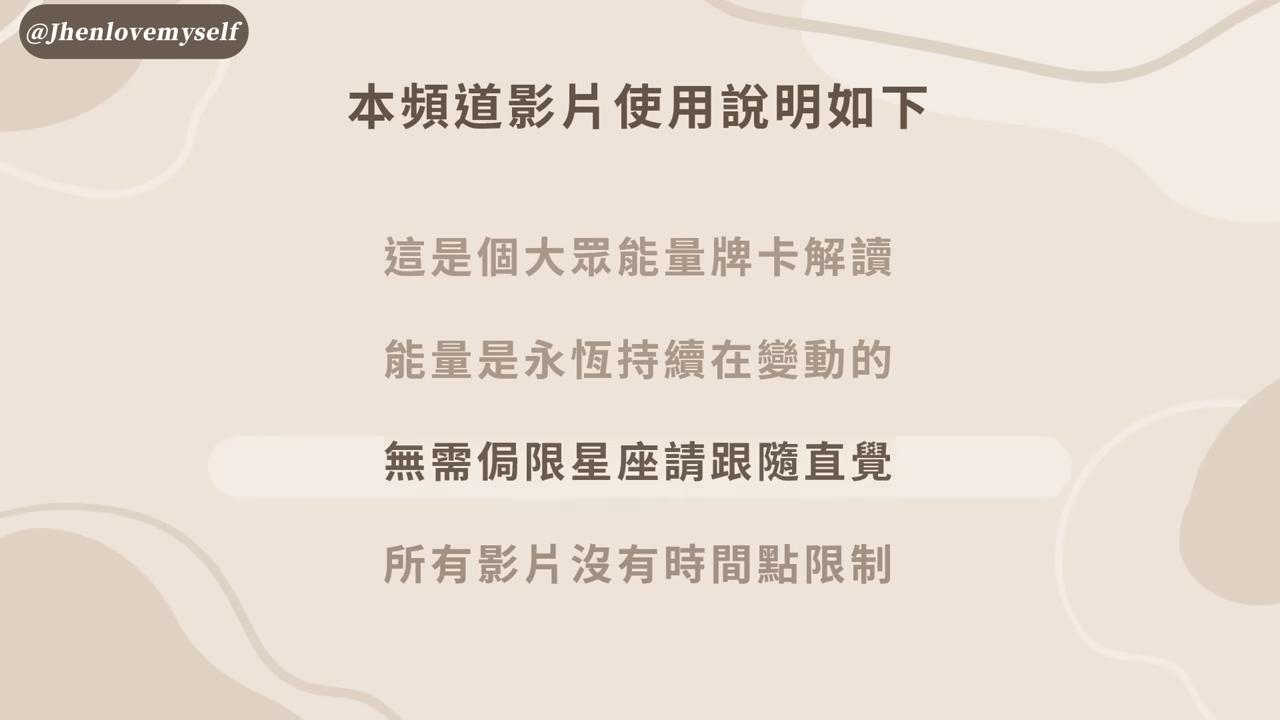 @Jhenlovemyself
本頻道影片使用說明如下
這是個大眾能量牌卡解讀
能量是永恆持續在變動的
無需侷限星座請跟隨直覺
所有影片沒有時間點限制